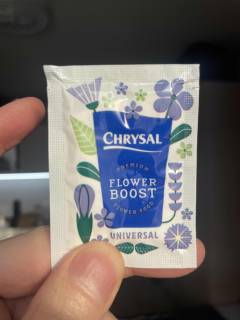 CHRYSAL
PREMIUM
FLOWER
BOOST
FLOWER FOOD
UNIVERSAL